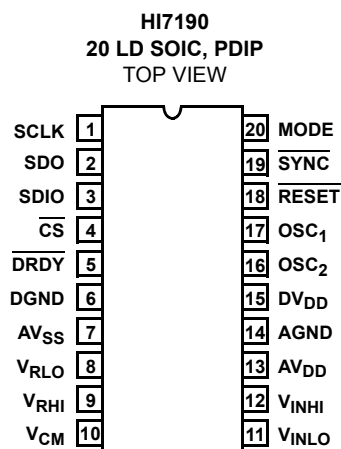 HI7190
20 LD SOIC, PDIP
TOP VIEW
SCLK 1 20 MODE
SDO 2 19 SYNC
SDIO 3 18 RESET
CS 4 17 OSC1
DRDY 5 16 OSC2
DGND 6 15 DVDD
AVSS 7 14 AGND
VRLO 8 13 AVDD
VRHI 9 12 VINHI
VCM 10 11 VINLO